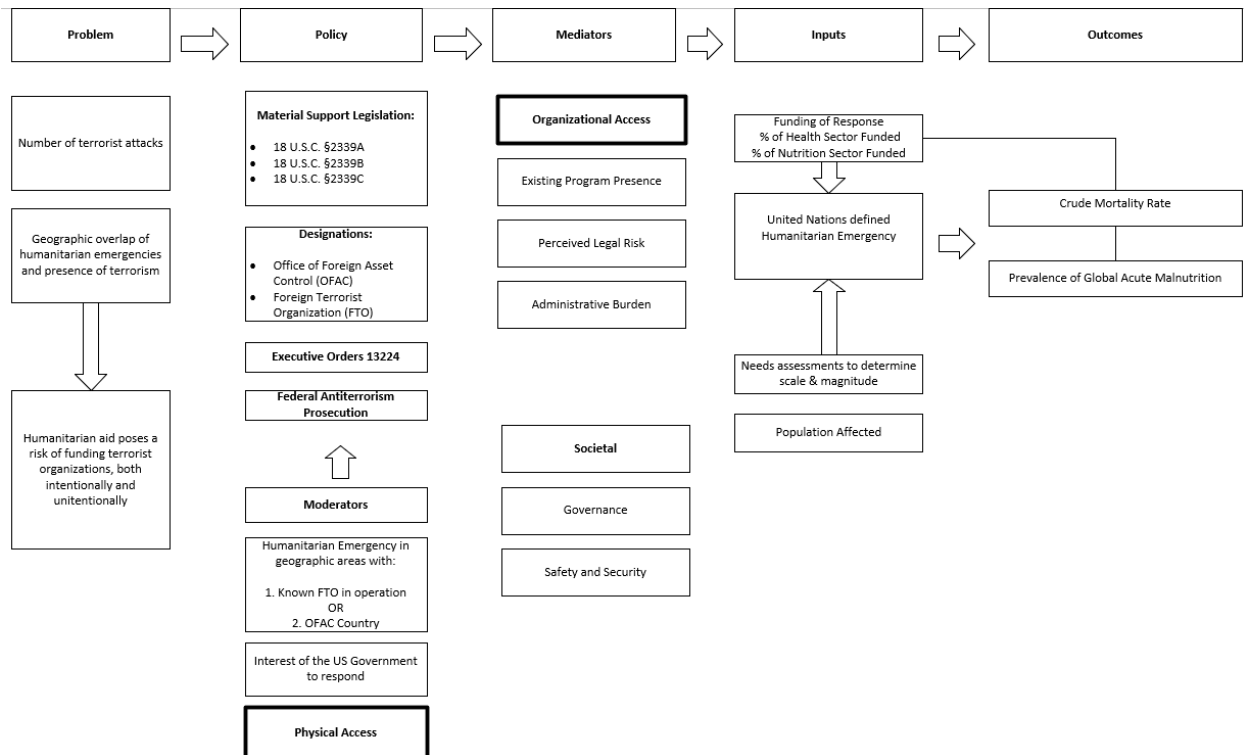 Problem
Policy
Mediators
Inputs
Outcomes
Number of terrorist attacks
Geographic overlap of
humanitarian emergencies
and presence of terrorism
Humanitarian aid poses a
risk of funding terrorist
organizations, both
intentionally and
unitentionally
Material Support Legislation:
• 18 U.S.C. §2339A
• 18 U.S.C. §2339B
• 18 U.S.C. §2339C
Designations:
• Office of Foreign Asset
Control (OFAC)
• Foreign Terrorist
Organization (FTO)
Executive Orders 13224
Federal Antiterrorism
Prosecution
Moderators
Humanitarian Emergency in
geographic areas with:
1. Known FTO in operation
OR
2. OFAC Country
Interest of the US Government
to respond
Physical Access
Organizational Access
Existing Program Presence
Perceived Legal Risk
Administrative Burden
Societal
Governance
Safety and Security
Funding of Response
% of Health Sector Funded
% of Nutrition Sector Funded
United Nations defined
Humanitarian Emergency
Needs assessments to determine
scale & magnitude
Population Affected
Crude Mortality Rate
Prevalence of Global Acute Malnutrition